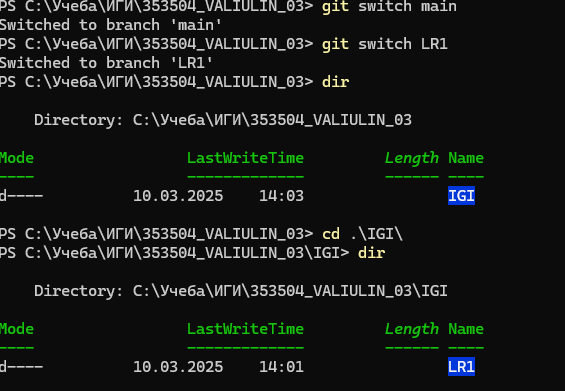 PS C:\Учеба\ИГИ\353504_VALIULIN_03> git switch main
Switched to branch 'main'
PS C:\Учеба\ИГИ\353504_VALIULIN_03> git switch LR1
Switched to branch 'LR1'
PS C:\Учеба\ИГИ\353504_VALIULIN_03> dir
Directory: C:\Учеба\ИГИ\353504_VALIULIN_03
Mode LastWriteTime Length Name
---- ------------- ------ ----
d---- 10.03.2025 14:03 IGI
PS C:\Учеба\ИГИ\353504_VALIULIN_03> cd .\IGI\
PS C:\Учеба\ИГИ\353504_VALIULIN_03\IGI> dir
Directory: C:\Учеба\ИГИ\353504_VALIULIN_03\IGI
Mode LastWriteTime Length Name
---- ------------- ------ ----
d---- 10.03.2025 14:01 LR1